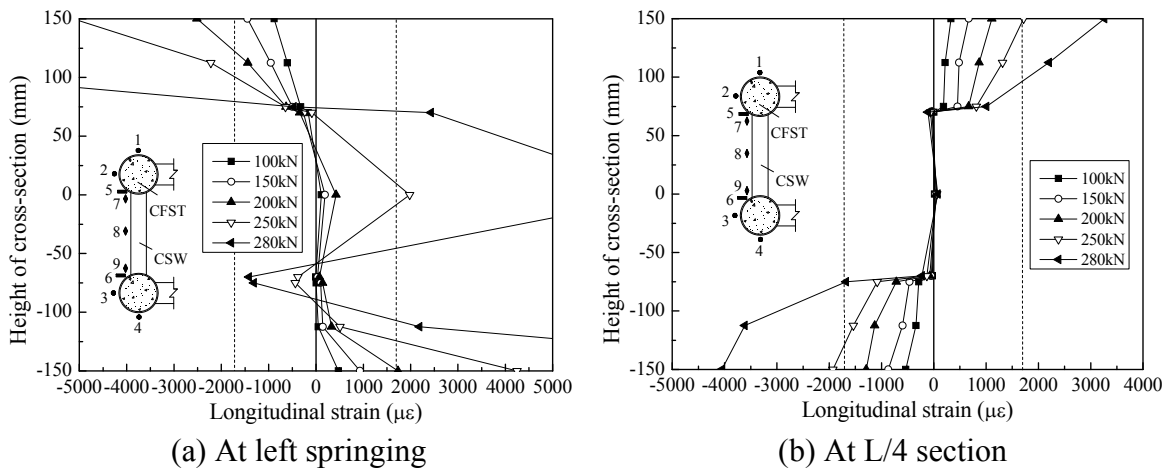 Height of cross-section (mm)
150
100
50
0
-50
-100
-150
1
2
5
7
8
9
6
3
4
CFST
CSW
100kN
150kN
200kN
250kN
280kN
-5000 -4000 -3000 -2000 -1000 0 1000 2000 3000 4000 5000
Longitudinal strain (με)
(a) At left springing
Height of cross-section (mm)
150
100
50
0
-50
-100
-150
1
2
5
7
8
9
6
3
4
CFST
CSW
100kN
150kN
200kN
250kN
280kN
-5000 -4000 -3000 -2000 -1000 0 1000 2000 3000 4000
Longitudinal strain (με)
(b) At L/4 section